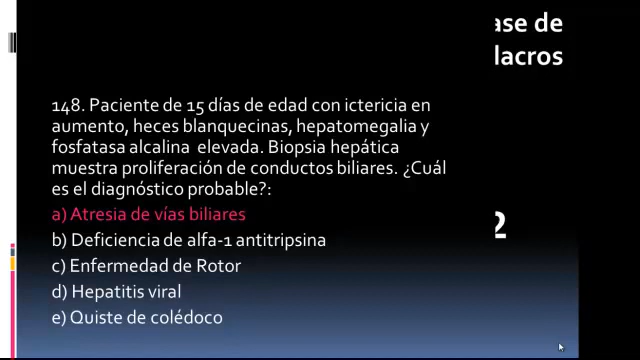 ase de
lacros
148. Paciente de 15 días de edad con ictericia en
aumento, heces blanquecinas, hepatomegalia y
fosfatasa alcalina elevada. Biopsia hepática
muestra proliferación de conductos biliares. ¿Cuál
es el diagnóstico probable?:
a) Atresia de vías biliares
b) Deficiencia de alfa-1 antitripsina
c) Enfermedad de Rotor
d) Hepatitis viral
e) Quiste de colédoco
2